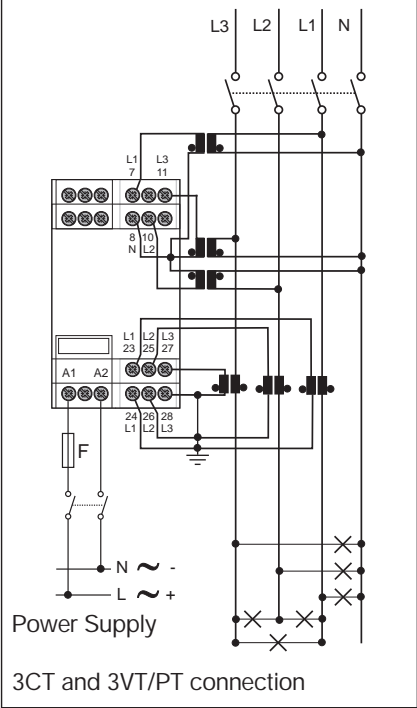 L3 L2 L1 N
L1 L3
7 11
8 10
N L2
L1 L2 L3
23 25 27
A1 A2
24 26 28
L1 L2 L3
F
N ~ -
L ~ +
Power Supply
3CT and 3VT/PT connection